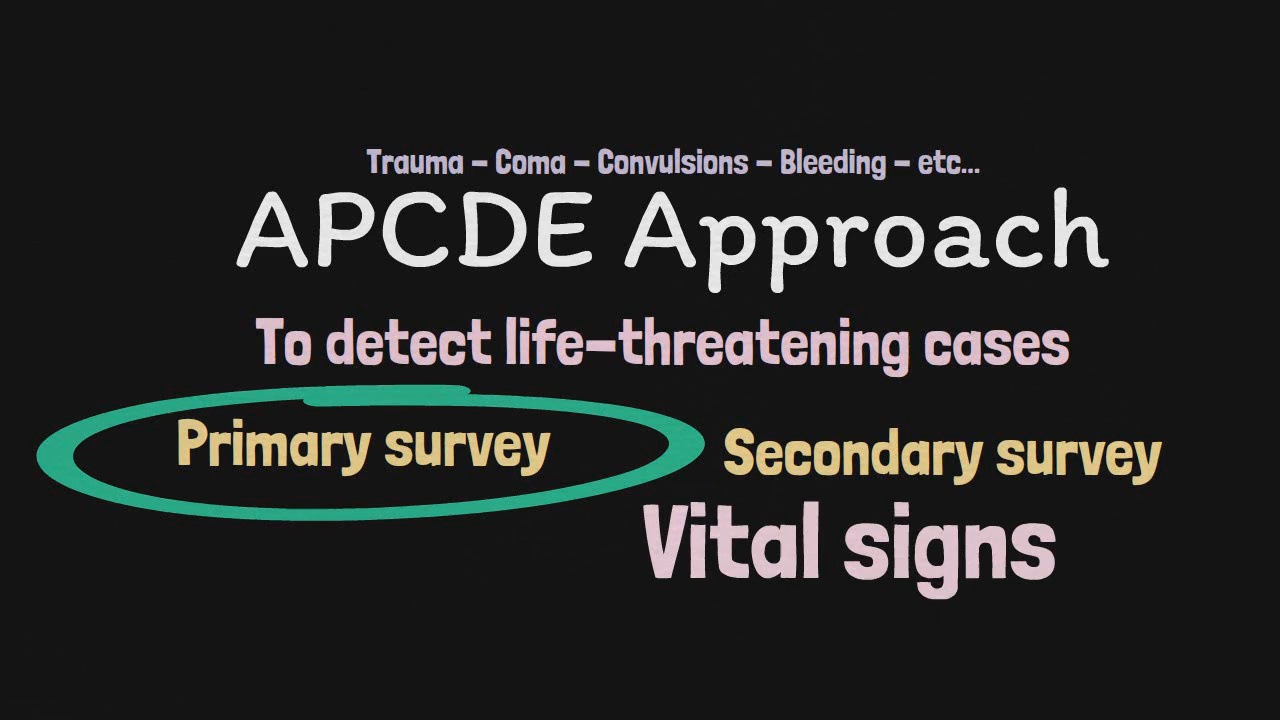 Trauma - Coma - Convulsions - Bleeding - etc...
APCDE Approach
To detect life-threatening cases
Primary survey
Secondary survey
Vital signs